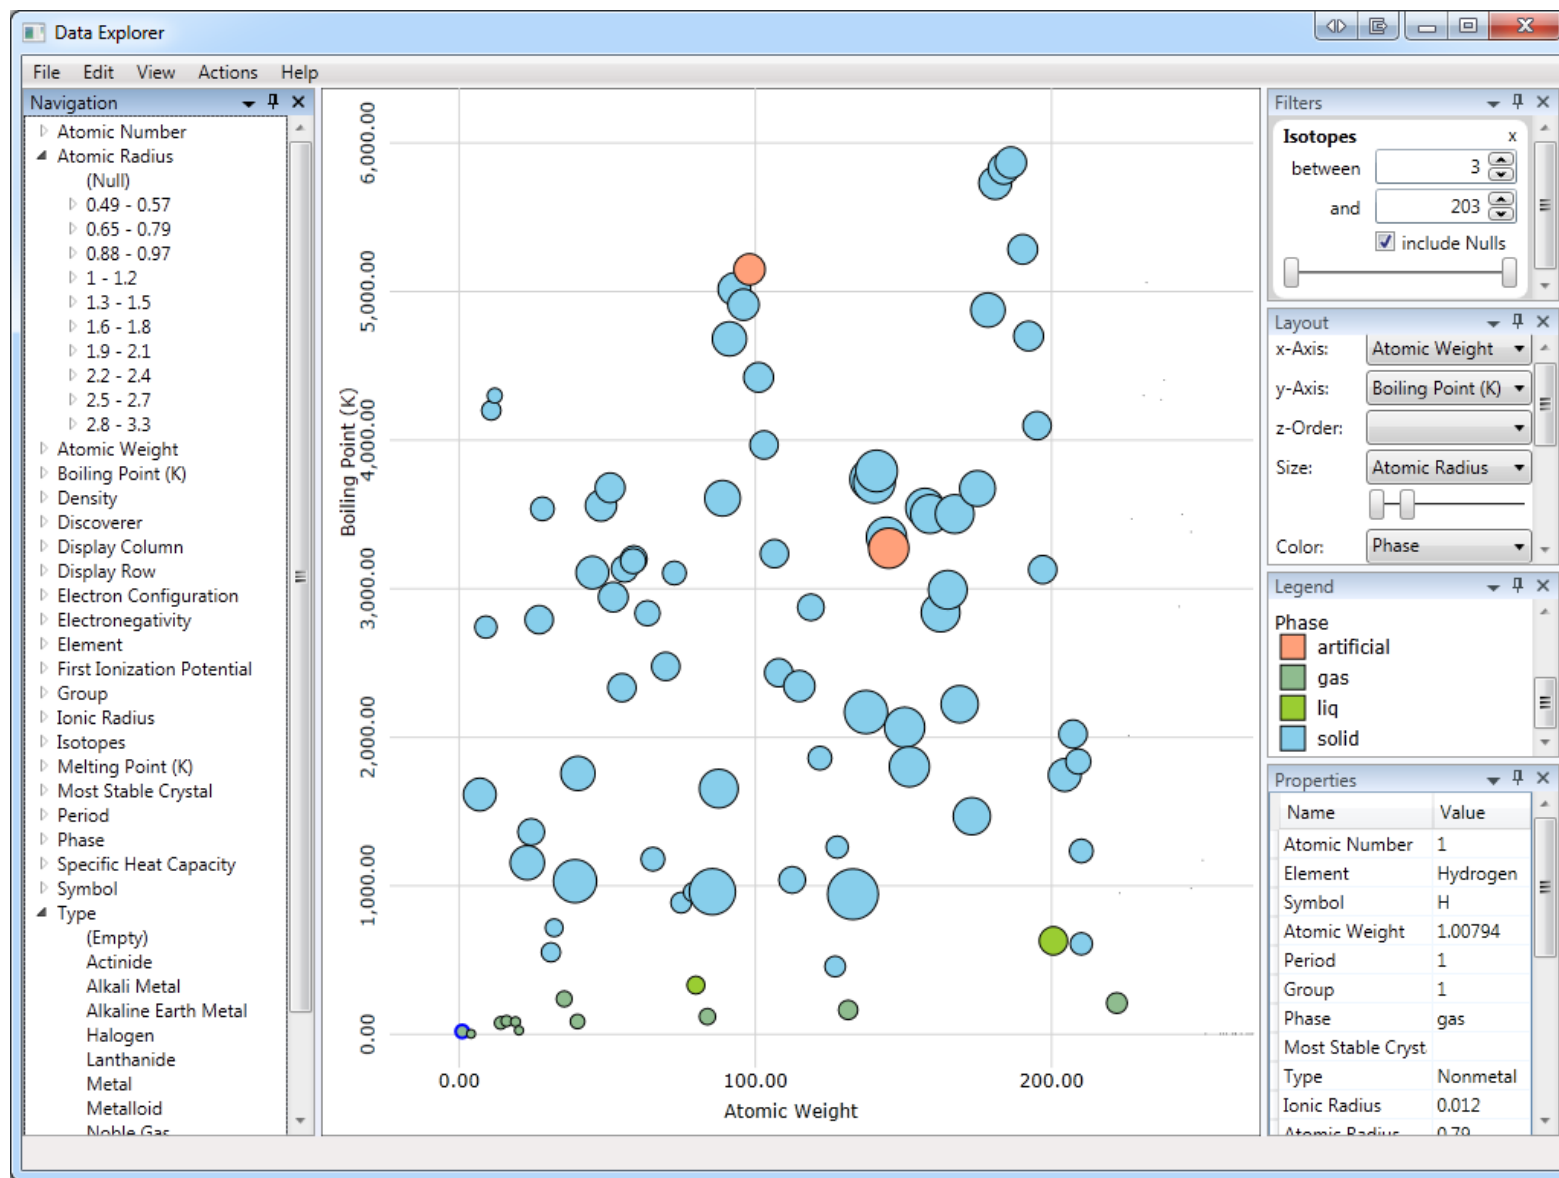 Data Explorer
File Edit View Actions Help
Navigation
Atomic Number
Atomic Radius
(Null)
0.49 - 0.57
0.65 - 0.79
0.88 - 0.97
1 - 1.2
1.3 - 1.5
1.6 - 1.8
1.9 - 2.1
2.2 - 2.4
2.5 - 2.7
2.8 - 3.3
Atomic Weight
Boiling Point (K)
Density
Discoverer
Display Column
Display Row
Electron Configuration
Electronegativity
Element
First Ionization Potential
Group
Ionic Radius
Isotopes
Melting Point (K)
Most Stable Crystal
Period
Phase
Specific Heat Capacity
Symbol
Type
(Empty)
Actinide
Alkali Metal
Alkaline Earth Metal
Halogen
Lanthanide
Metal
Metalloid
Noble Gas
6,000.00
5,000.00
4,000.00
3,000.00
2,000.00
1,000.00
0.00
Boiling Point (K)
0.00 100.00 200.00
Atomic Weight
Filters
Isotopes x
between 3
and 203
include Nulls
Layout
x-Axis: Atomic Weight
y-Axis: Boiling Point (K)
z-Order:
Size: Atomic Radius
Color: Phase
Legend
Phase
artificial
gas
liq
solid
Properties
Name Value
Atomic Number 1
Element Hydrogen
Symbol H
Atomic Weight 1.00794
Period 1
Group 1
Phase gas
Most Stable Cryst
Type Nonmetal
Ionic Radius 0.012
Atomic Radius 0.79